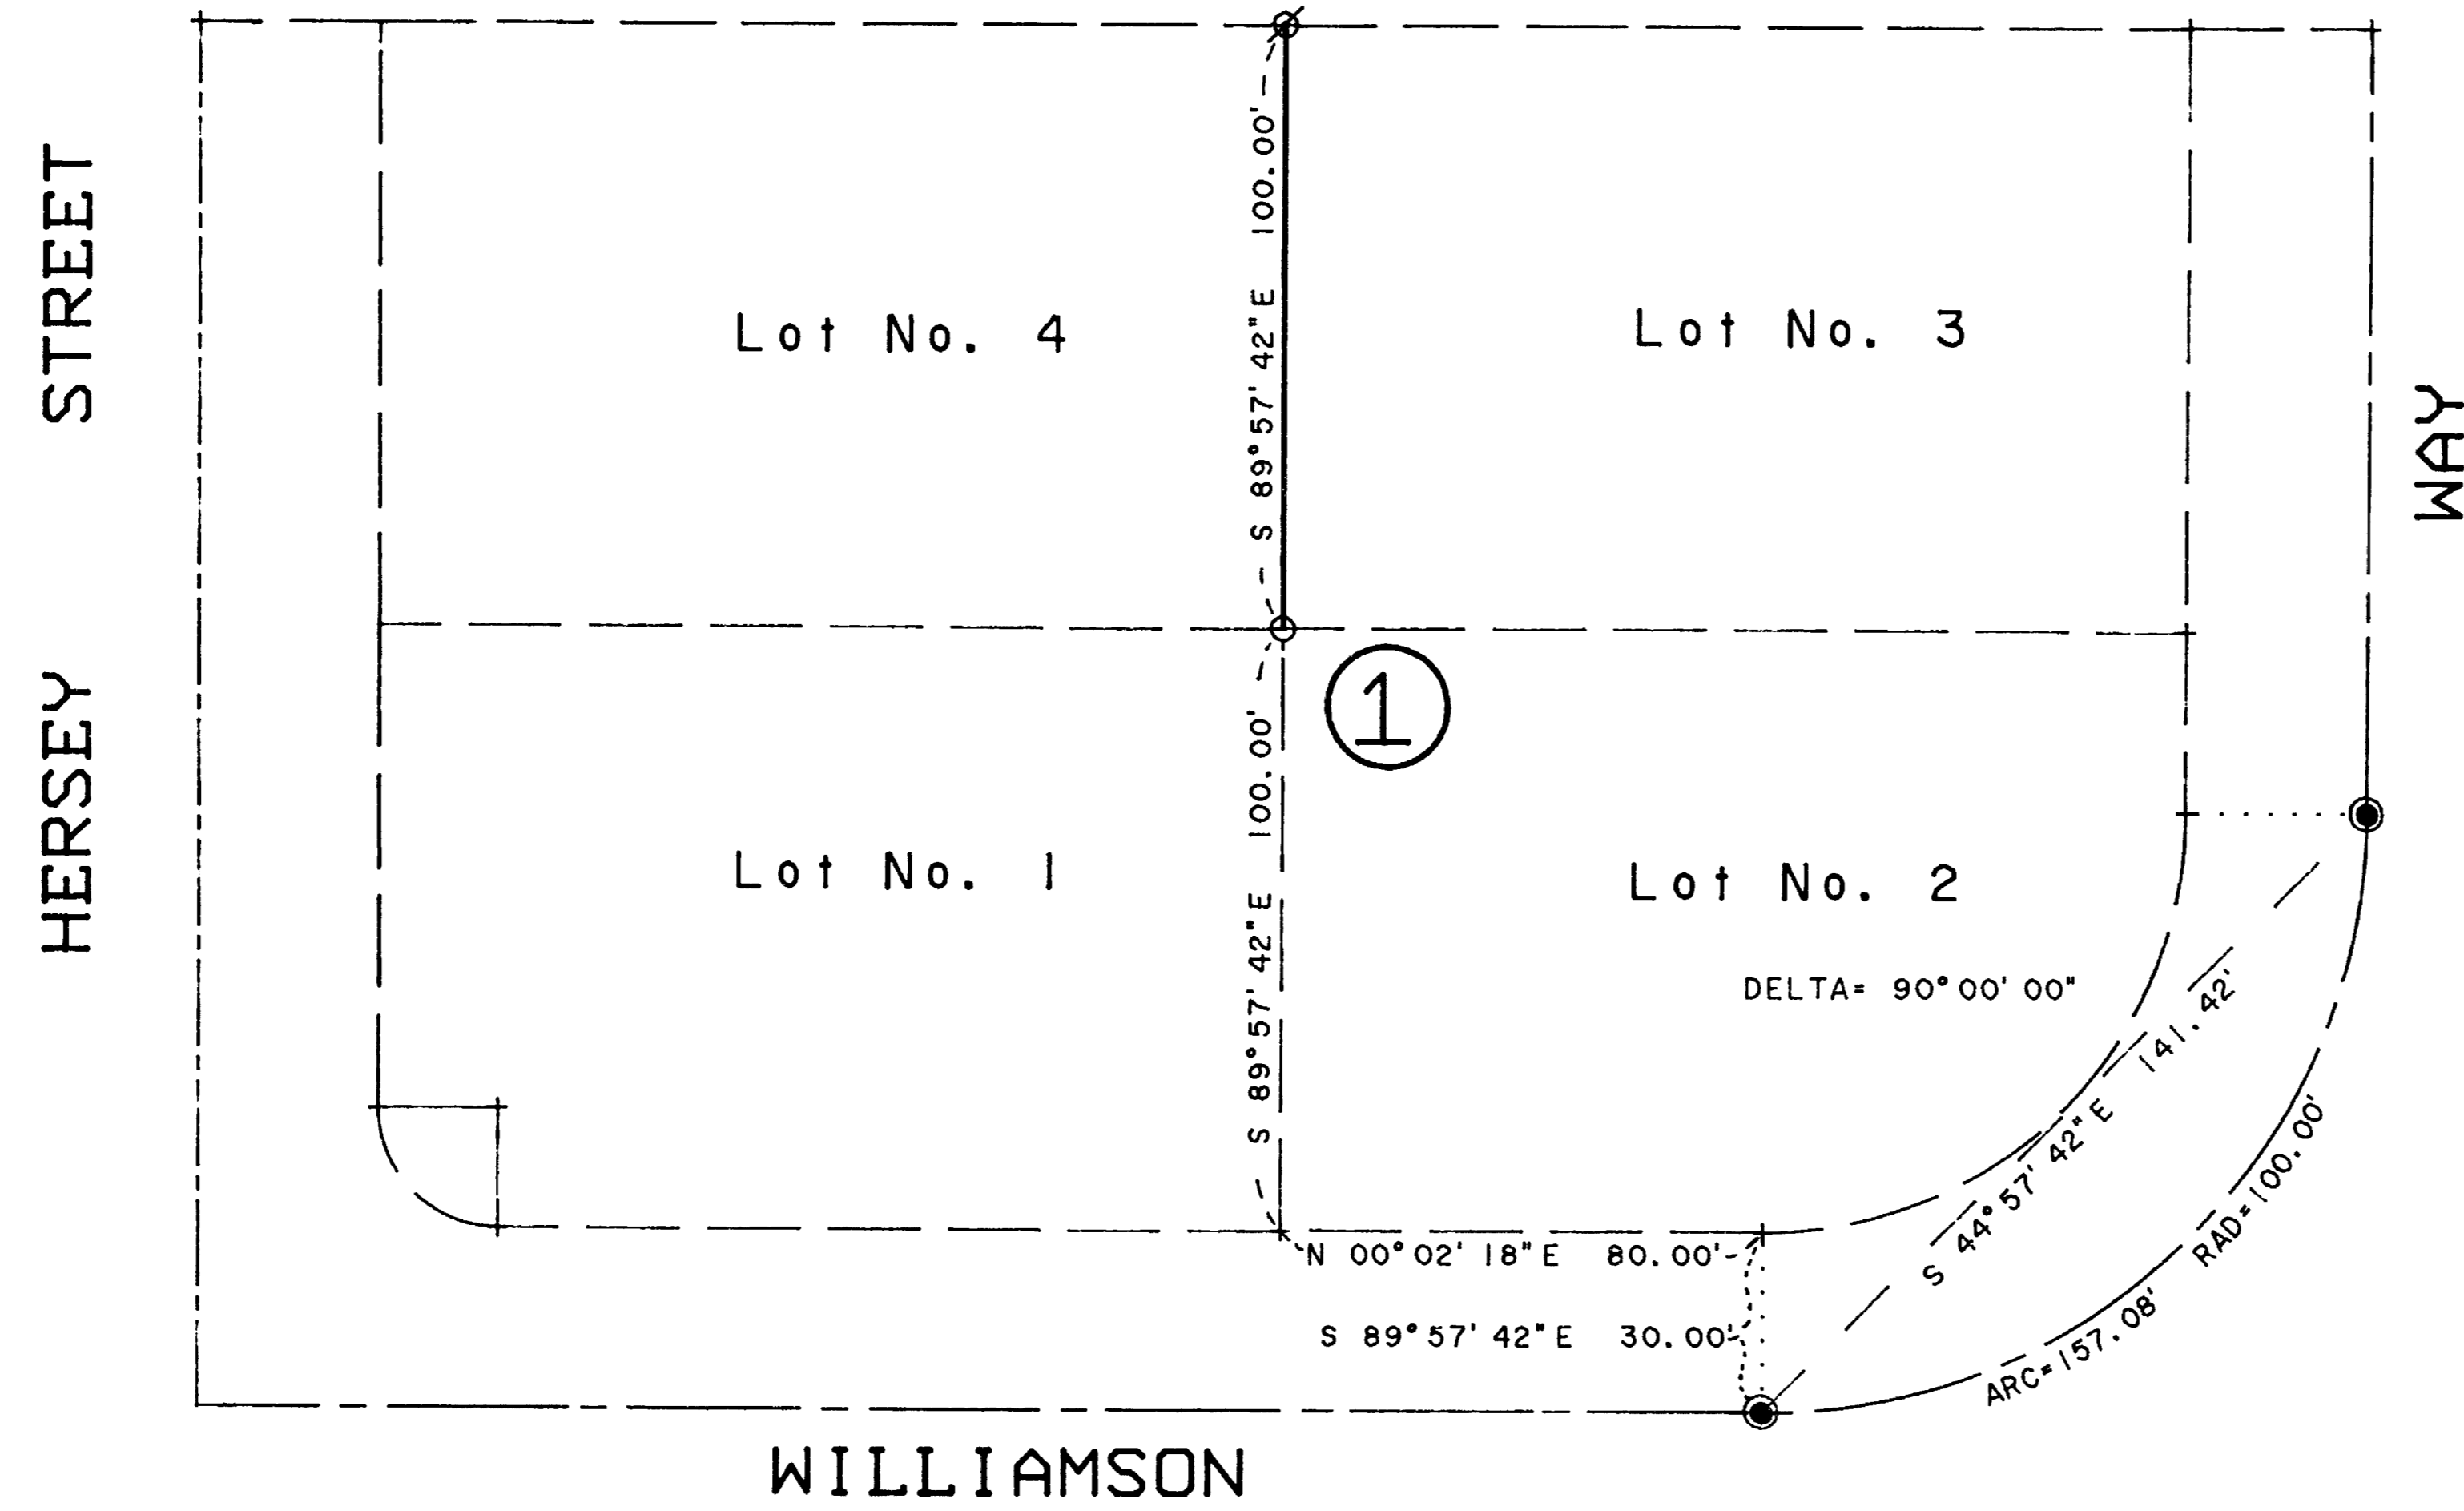 HERSEY STREET
Lot No. 4
S 89°57'42"E 100.00'
Lot No. 3
WAY
1
Lot No. 1
S 89°57'42"E 100.00'
Lot No. 2
DELTA= 90°00'00"
S 44°57'42"E 141.42'
RAD=100.00'
ARC=157.08'
N 00°02'18"E 80.00'
S 89°57'42"E 30.00'
WILLIAMSON